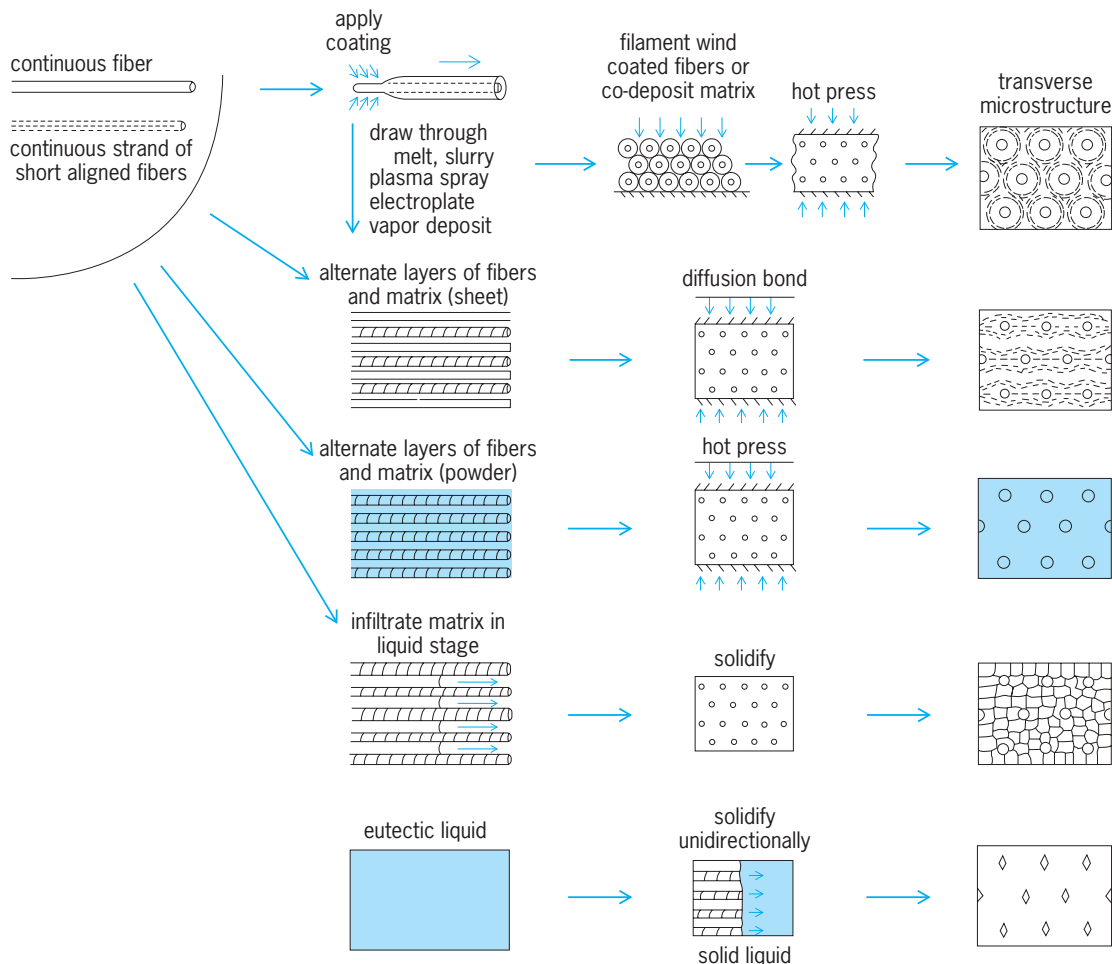 continuous fiber
continuous strand of
short aligned fibers
apply
coating
draw through
melt, slurry
plasma spray
electroplate
vapor deposit
filament wind
coated fibers or
co-deposit matrix
hot press
transverse
microstructure
alternate layers of fibers
and matrix (sheet)
diffusion bond
alternate layers of fibers
and matrix (powder)
hot press
infiltrate matrix in
liquid stage
solidify
eutectic liquid
solidify
unidirectionally
solid liquid